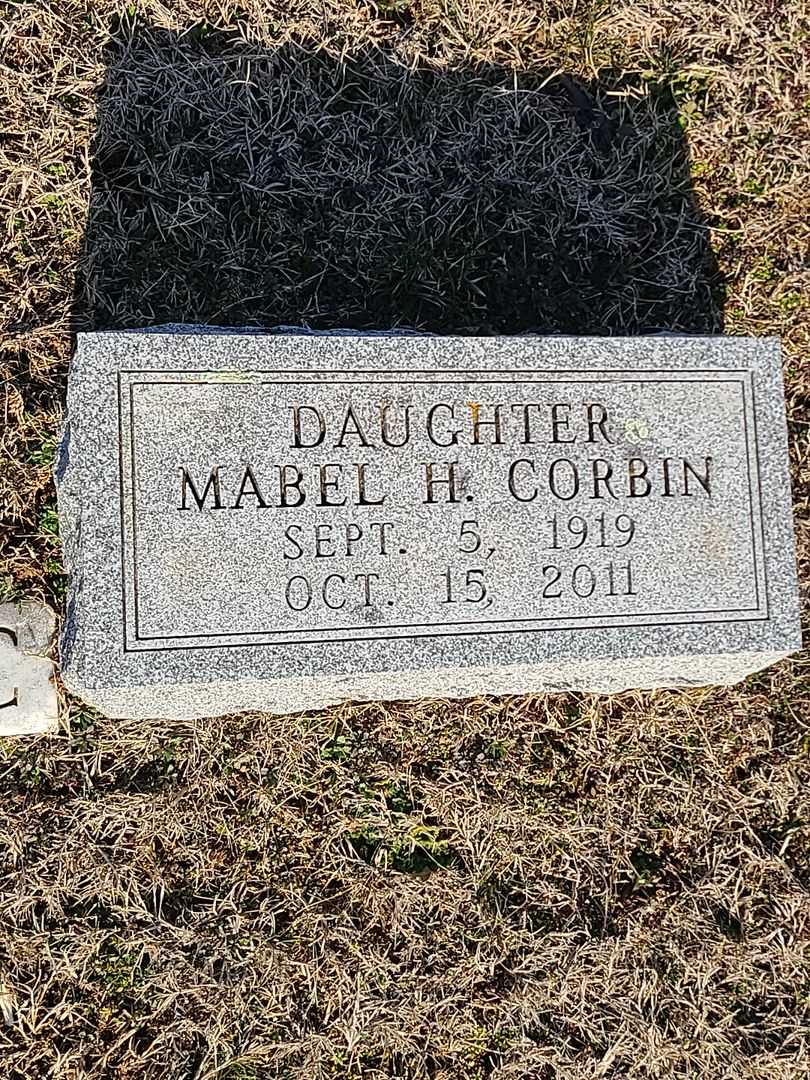 DAUGHTER
MABEL H. CORBIN
SEPT. 5, 1919
OCT. 15, 2011